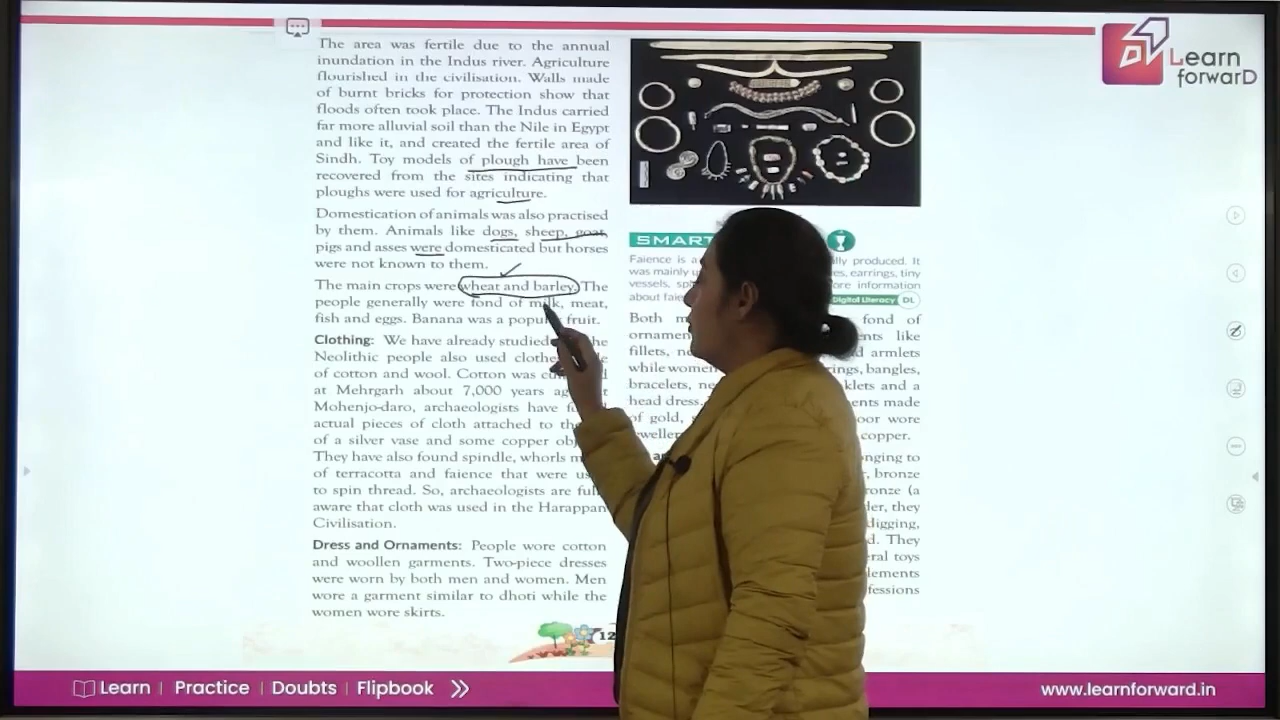 Learn
forwarD
The area was fertile due to the annual
inundation in the Indus river. Agriculture
flourished in the civilisation. Walls made
of burnt bricks for protection show that
floods often took place. The Indus carried
far more alluvial soil than the Nile in Egypt
and like it, and created the fertile area of
Sindh. Toy models of plough have been
recovered from the sites indicating that
ploughs were used for agriculture.
Domestication of animals was also practised
by them. Animals like dogs, sheep, goat,
pigs and asses were domesticated but horses
were not known to them.
The main crops were wheat and barley. The
people generally were fond of milk, meat,
fish and eggs. Banana was a fruit.
Clothing: We have already studied
Neolithic people also used
of cotton and wool. Cotton was
at Mehrgarh about 7,000 years
Mohenjo-daro, archaeologists have
actual pieces of cloth attached to
of a silver vase and some copper
They have also found spindle, whorls
of terracotta and faience that were
to spin thread. So, archaeologists are
aware that cloth was used in the Harappan
Civilisation.
Dress and Ornaments: People wore cotton
and woollen garments. Two-piece dresses
were worn by both men and women. Men
wore a garment similar to dhoti while the
women wore skirts.
12
SMART
Faience is a produced. It
was mainly earrings, tiny
vessels, information
about
Digital Literacy DL
Both fond of
like
fillets, armlets
while women bangles,
bracelets, and a
head dress. made
of gold, wore
copper.
to
bronze
(a
they
digging,
They
toys
Learn | Practice | Doubts | Flipbook
www.learnforward.in